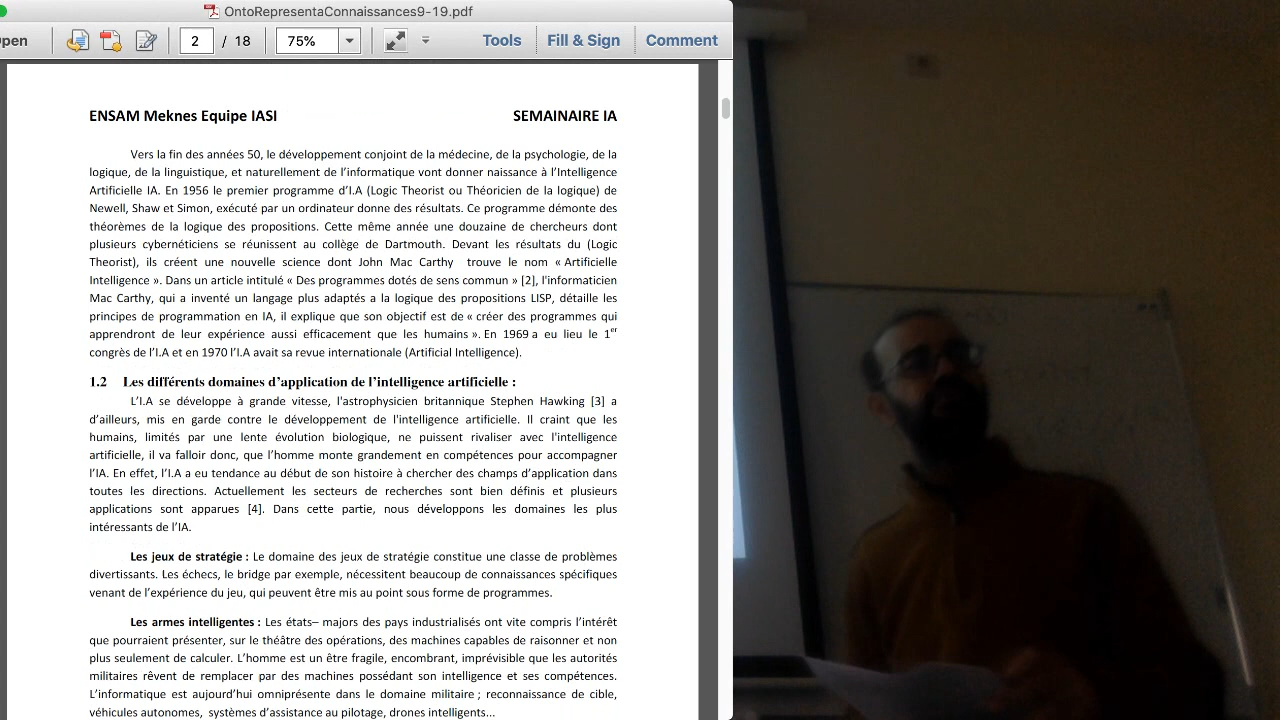 OntoRepresentaConnaissances9-19.pdf
pen
2 / 18
75%
Tools
Fill & Sign
Comment
ENSAM Meknes Equipe IASI SEMINAIRE IA
Vers la fin des années 50, le développement conjoint de la médecine, de la psychologie, de la
logique, de la linguistique, et naturellement de l’informatique vont donner naissance à l’Intelligence
Artificielle IA. En 1956 le premier programme d’I.A (Logic Theorist ou Théoricien de la logique) de
Newell, Shaw et Simon, exécuté par un ordinateur donne des résultats. Ce programme démonte des
théorèmes de la logique des propositions. Cette même année une douzaine de chercheurs dont
plusieurs cybernéticiens se réunissent au collège de Dartmouth. Devant les résultats du (Logic
Theorist), ils créent une nouvelle science dont John Mac Carthy trouve le nom « Artificielle
Intelligence ». Dans un article intitulé « Des programmes dotés de sens commun » [2], l'informaticien
Mac Carthy, qui a inventé un langage plus adaptés a la logique des propositions LISP, détaille les
principes de programmation en IA, il explique que son objectif est de « créer des programmes qui
apprendront de leur expérience aussi efficacement que les humains ». En 1969 a eu lieu le 1er
congrès de l’I.A et en 1970 l’I.A avait sa revue internationale (Artificial Intelligence).
1.2 Les différents domaines d’application de l’intelligence artificielle :
L’I.A se développe à grande vitesse, l'astrophysicien britannique Stephen Hawking [3] a
d’ailleurs, mis en garde contre le développement de l'intelligence artificielle. Il craint que les
humains, limités par une lente évolution biologique, ne puissent rivaliser avec l'intelligence
artificielle, il va falloir donc, que l’homme monte grandement en compétences pour accompagner
l’IA. En effet, l’I.A a eu tendance au début de son histoire à chercher des champs d’application dans
toutes les directions. Actuellement les secteurs de recherches sont bien définis et plusieurs
applications sont apparues [4]. Dans cette partie, nous développons les domaines les plus
intéressants de l’IA.
Les jeux de stratégie : Le domaine des jeux de stratégie constitue une classe de problèmes
divertissants. Les échecs, le bridge par exemple, nécessitent beaucoup de connaissances spécifiques
venant de l’expérience du jeu, qui peuvent être mis au point sous forme de programmes.
Les armes intelligentes : Les états– majors des pays industrialisés ont vite compris l’intérêt
que pourraient présenter, sur le théâtre des opérations, des machines capables de raisonner et non
plus seulement de calculer. L’homme est un être fragile, encombrant, imprévisible que les autorités
militaires rêvent de remplacer par des machines possédant son intelligence et ses compétences.
L’informatique est aujourd’hui omniprésente dans le domaine militaire ; reconnaissance de cible,
véhicules autonomes, systèmes d’assistance au pilotage, drones intelligents...